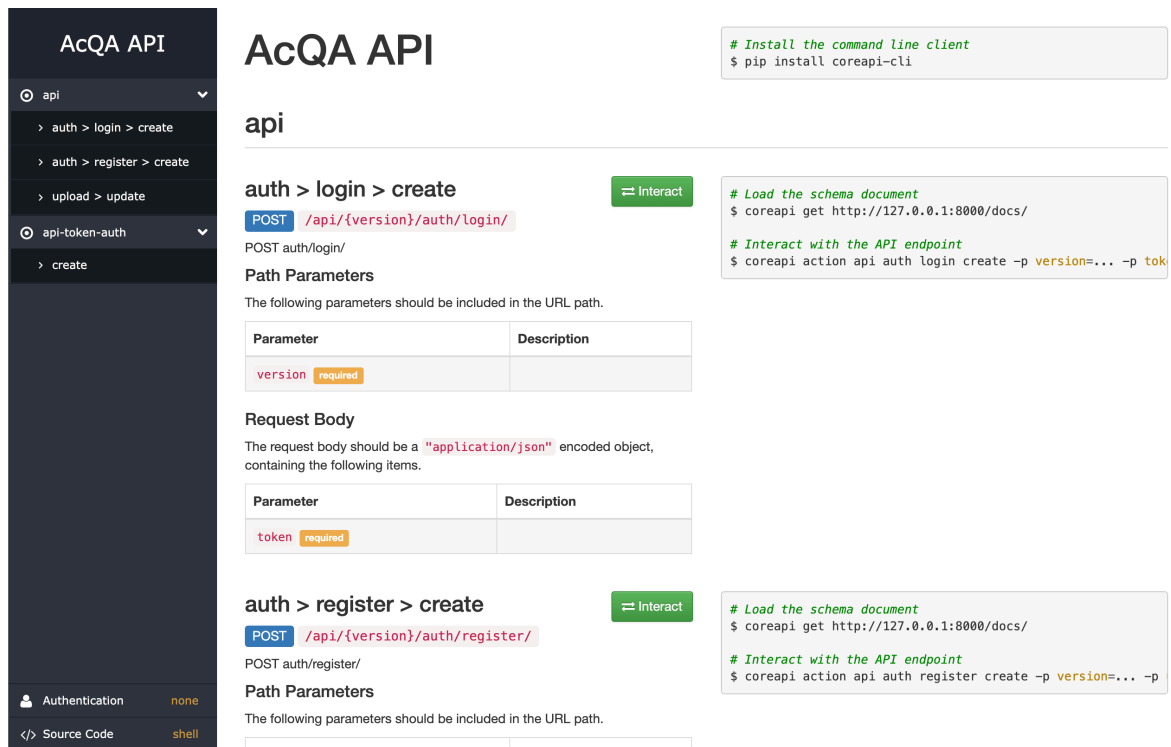 AcQA API
api
> auth > login > create
> auth > register > create
> upload > update
api-token-auth
> create
Authentication none
</> Source Code shell
AcQA API
# Install the command line client
$ pip install coreapi-cli
api
auth > login > create
Interact
POST /api/{version}/auth/login/
POST auth/login/
Path Parameters
The following parameters should be included in the URL path.
Parameter Description
version required
Request Body
The request body should be a "application/json" encoded object,
containing the following items.
Parameter Description
token required
# Load the schema document
$ coreapi get http://127.0.0.1:8000/docs/
# Interact with the API endpoint
$ coreapi action api auth login create -p version=... -p tok
auth > register > create
Interact
POST /api/{version}/auth/register/
POST auth/register/
Path Parameters
The following parameters should be included in the URL path.
# Load the schema document
$ coreapi get http://127.0.0.1:8000/docs/
# Interact with the API endpoint
$ coreapi action api auth register create -p version=... -p